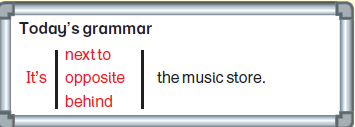 Today's grammar
next to
It's opposite the music store.
behind